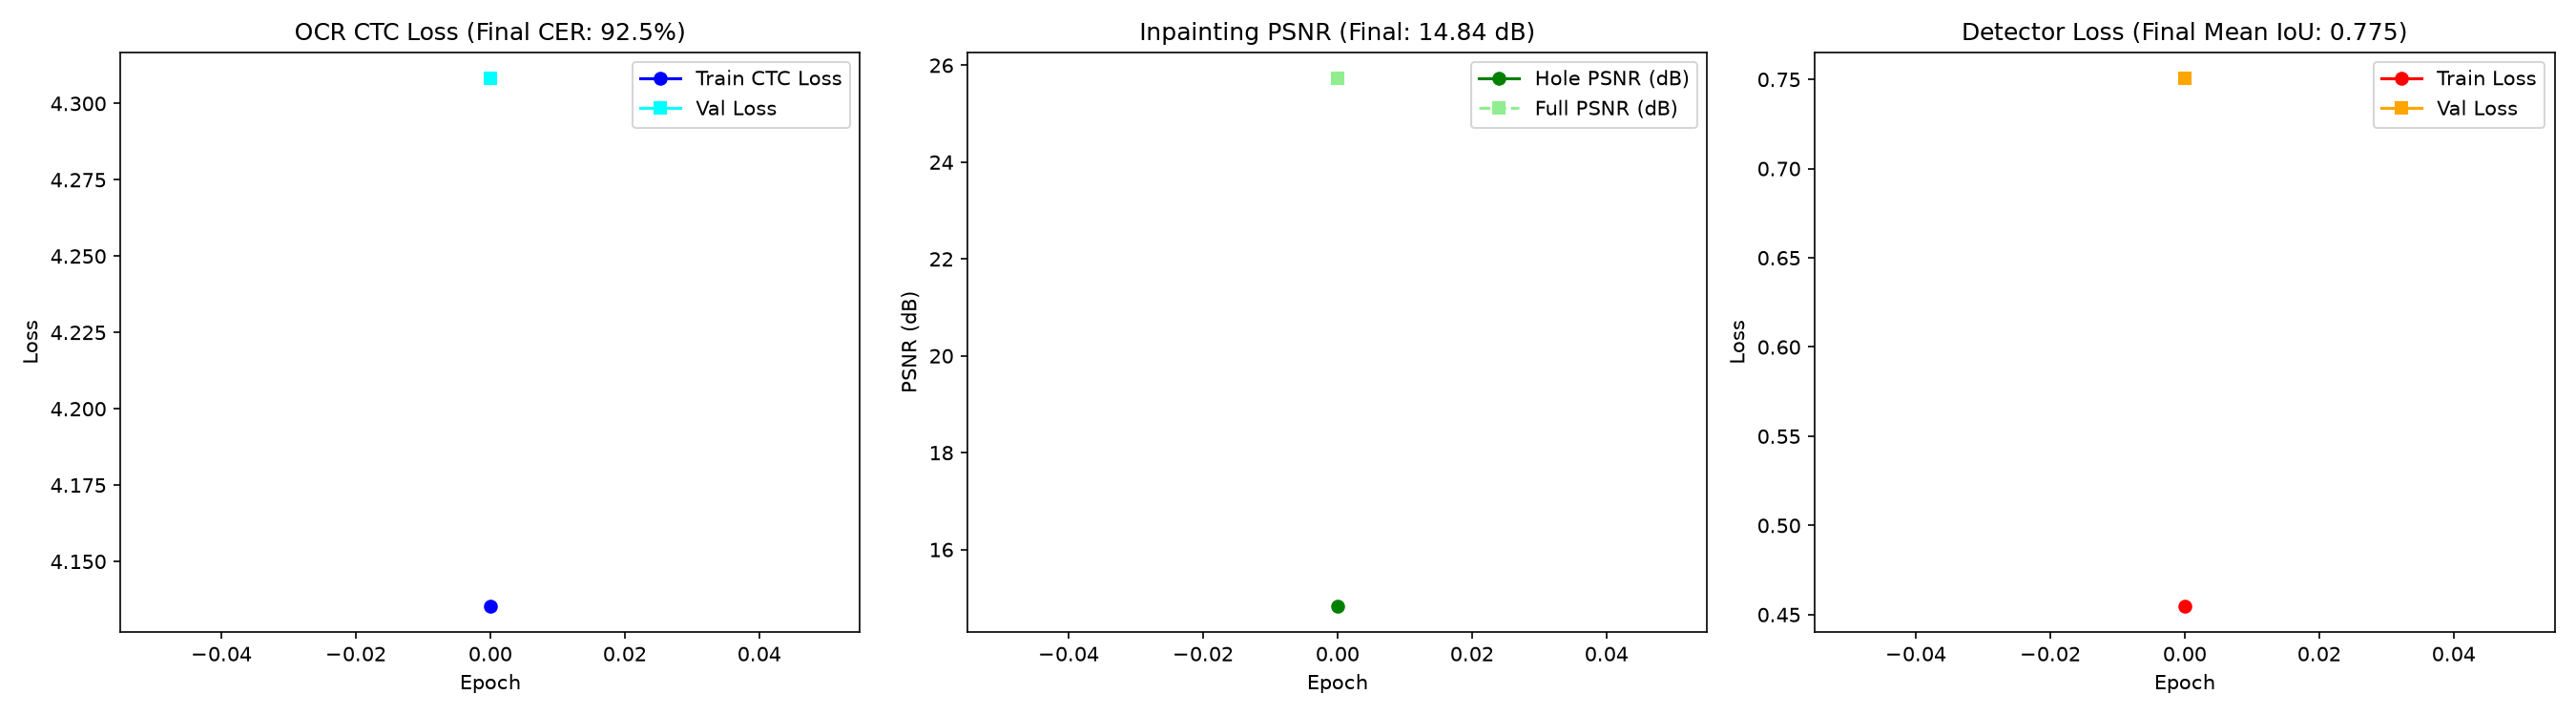 OCR CTC Loss (Final CER: 92.5%)
Train CTC Loss
Val Loss
Loss
4.300
4.275
4.250
4.225
4.200
4.175
4.150
−0.04 −0.02 0.00 0.02 0.04
Epoch
Inpainting PSNR (Final: 14.84 dB)
Hole PSNR (dB)
Full PSNR (dB)
PSNR (dB)
26
24
22
20
18
16
−0.04 −0.02 0.00 0.02 0.04
Epoch
Detector Loss (Final Mean IoU: 0.775)
Train Loss
Val Loss
Loss
0.75
0.70
0.65
0.60
0.55
0.50
0.45
−0.04 −0.02 0.00 0.02 0.04
Epoch